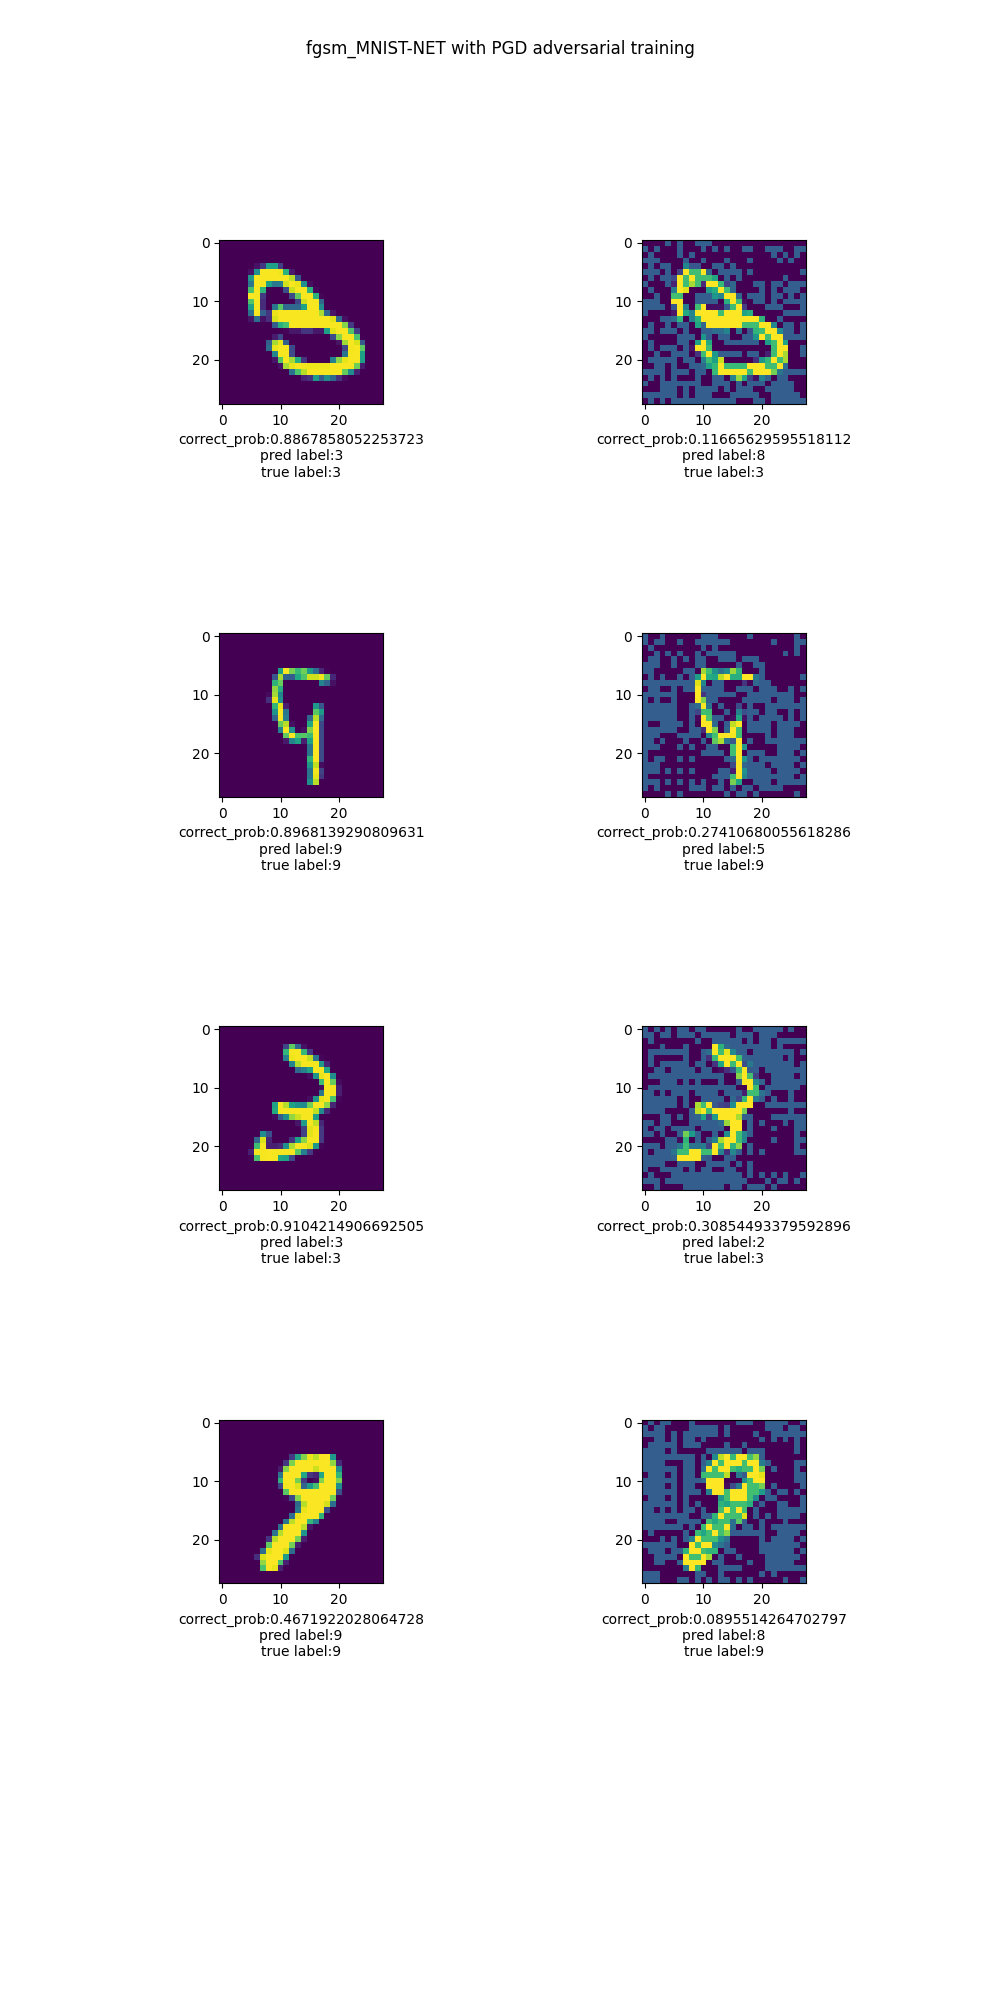 fgsm_MNIST-NET with PGD adversarial training
0
10
20
0 10 20
correct_prob:0.8867858052253723
pred label:3
true label:3
0
10
20
0 10 20
correct_prob:0.11665629595518112
pred label:8
true label:3
0
10
20
0 10 20
correct_prob:0.8968139290809631
pred label:9
true label:9
0
10
20
0 10 20
correct_prob:0.27410680055618286
pred label:5
true label:9
0
10
20
0 10 20
correct_prob:0.9104214906692505
pred label:3
true label:3
0
10
20
0 10 20
correct_prob:0.30854493379592896
pred label:2
true label:3
0
10
20
0 10 20
correct_prob:0.4671922028064728
pred label:9
true label:9
0
10
20
0 10 20
correct_prob:0.0895514264702797
pred label:8
true label:9